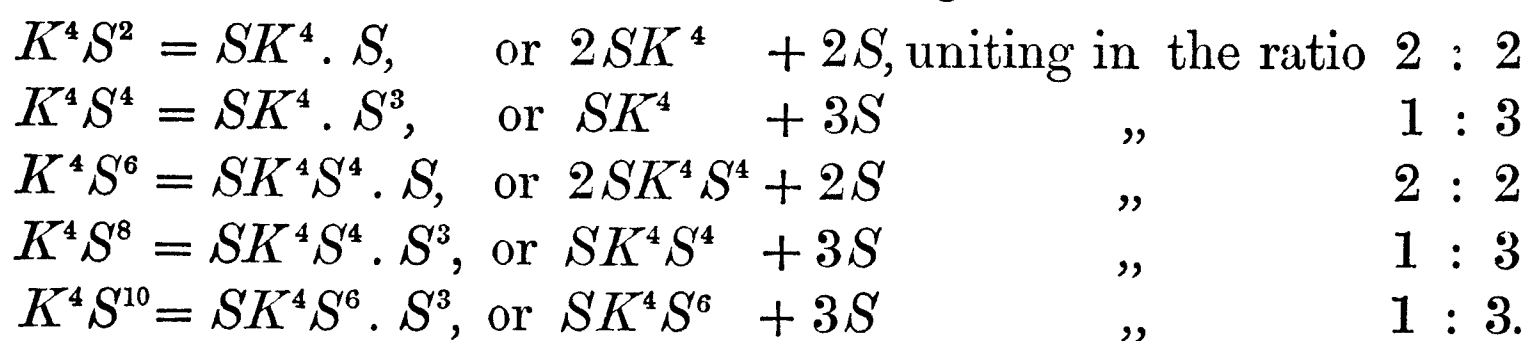 K⁴S² = SK⁴ . S, or 2SK⁴ + 2S, uniting in the ratio 2 : 2
K⁴S⁴ = SK⁴ . S³, or SK⁴ + 3S „ 1 : 3
K⁴S⁶ = SK⁴S⁴ . S, or 2SK⁴S⁴ + 2S „ 2 : 2
K⁴S⁸ = SK⁴S⁴ . S³, or SK⁴S⁴ + 3S „ 1 : 3
K⁴S¹⁰ = SK⁴S⁶ . S³, or SK⁴S⁶ + 3S „ 1 : 3.